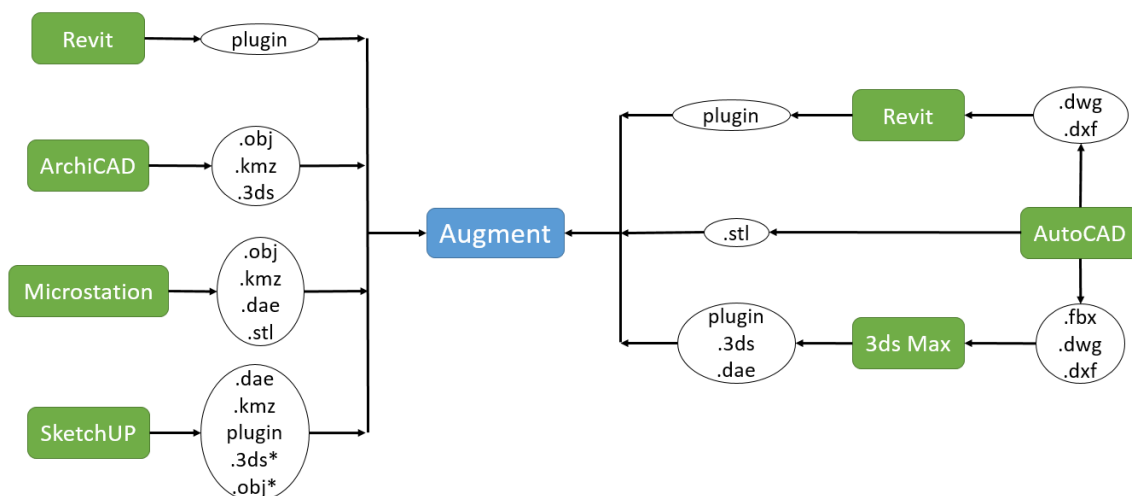 Revit
plugin
ArchiCAD
.obj
.kmz
.3ds
Microstation
.obj
.kmz
.dae
.stl
SketchUP
.dae
.kmz
plugin
.3ds*
.obj*
Augment
plugin
Revit
.dwg
.dxf
.stl
AutoCAD
plugin
.3ds
.dae
3ds Max
.fbx
.dwg
.dxf